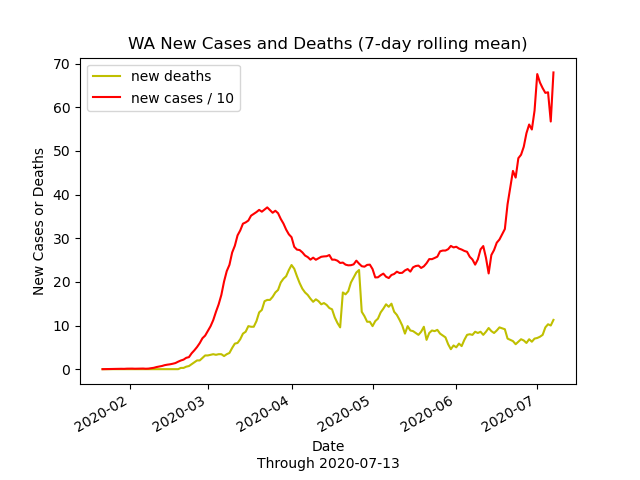 WA New Cases and Deaths (7-day rolling mean)
new deaths
new cases / 10
New Cases or Deaths
70
60
50
40
30
20
10
0
2020-02
2020-03
2020-04
2020-05
2020-06
2020-07
Date
Through 2020-07-13